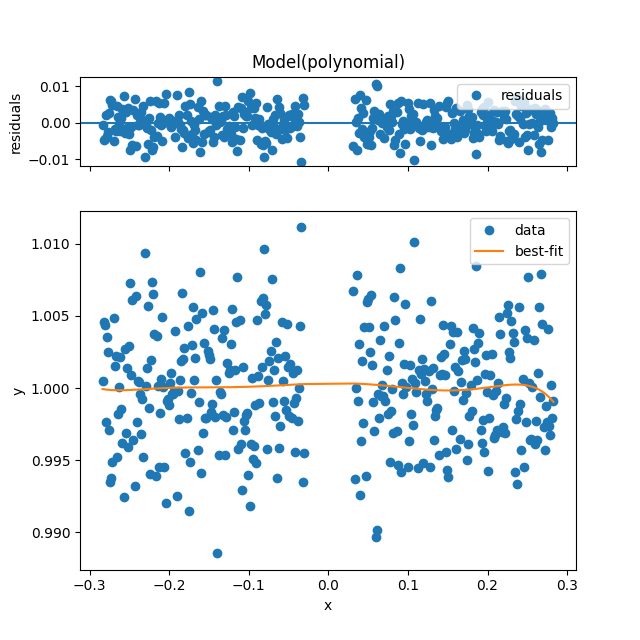 Model(polynomial)
0.01
0.00
−0.01
residuals
residuals
1.010
1.005
1.000
0.995
0.990
y
data
best-fit
−0.3 −0.2 −0.1 0.0 0.1 0.2 0.3
x